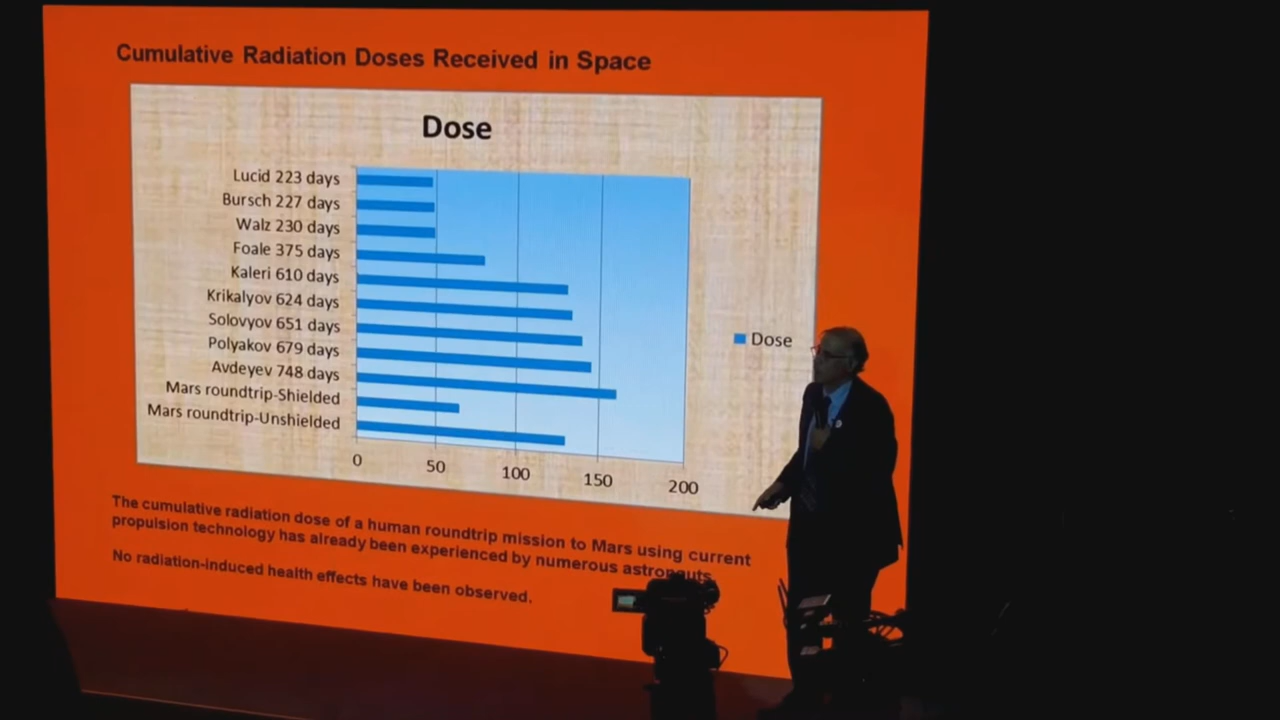 Cumulative Radiation Doses Received in Space
Dose
Lucid 223 days
Bursch 227 days
Walz 230 days
Foale 375 days
Kaleri 610 days
Krikalyov 624 days
Solovyov 651 days
Polyakov 679 days
Avdeyev 748 days
Mars roundtrip-Shielded
Mars roundtrip-Unshielded
0 50 100 150 200
Dose
The cumulative radiation dose of a human roundtrip mission to Mars using current
propulsion technology has already been experienced by numerous astronauts.
No radiation-induced health effects have been observed.